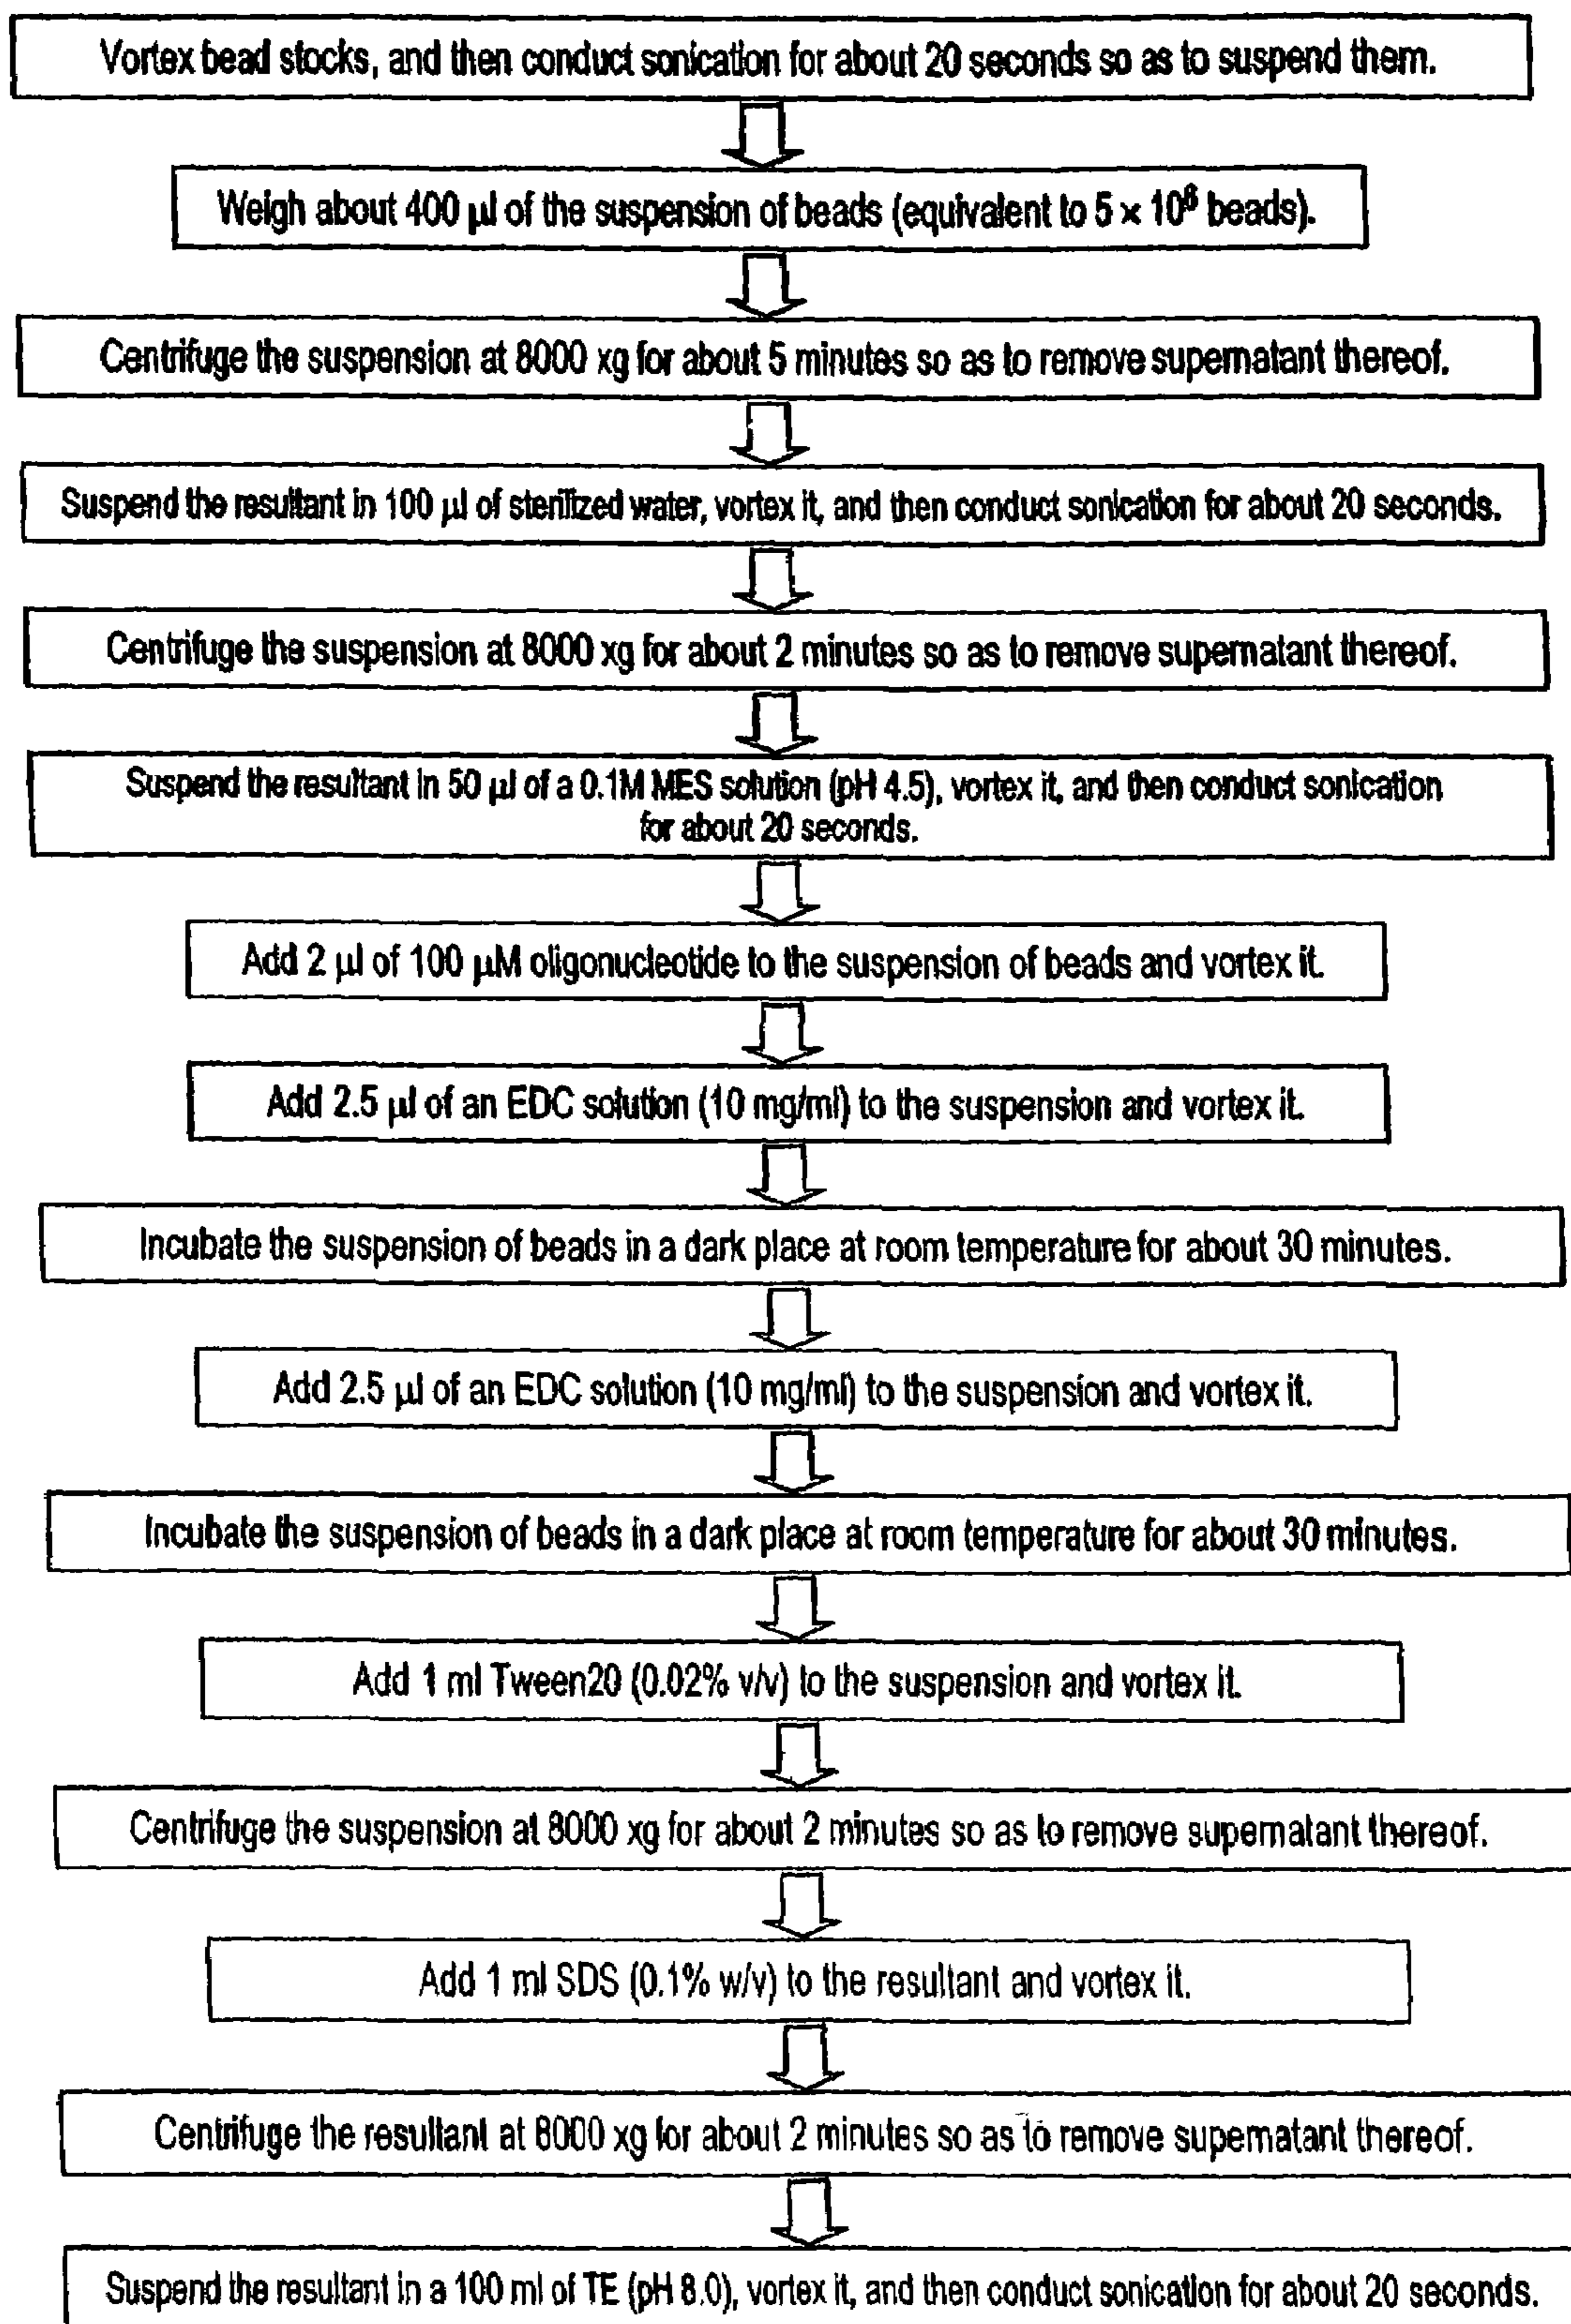 Vortex bead stocks, and then conduct sonication for about 20 seconds so as to suspend them.
Weigh about 400 μl of the suspension of beads (equivalent to 5 × 10⁶ beads).
Centrifuge the suspension at 8000 xg for about 5 minutes so as to remove supernatant thereof.
Suspend the resultant in 100 μl of sterilized water, vortex it, and then conduct sonication for about 20 seconds.
Centrifuge the suspension at 8000 xg for about 2 minutes so as to remove supernatant thereof.
Suspend the resultant in 50 μl of a 0.1M MES solution (pH 4.5), vortex it, and then conduct sonication
for about 20 seconds.
Add 2 μl of 100 μM oligonucleotide to the suspension of beads and vortex it.
Add 2.5 μl of an EDC solution (10 mg/ml) to the suspension and vortex it.
Incubate the suspension of beads in a dark place at room temperature for about 30 minutes.
Add 2.5 μl of an EDC solution (10 mg/ml) to the suspension and vortex it.
Incubate the suspension of beads in a dark place at room temperature for about 30 minutes.
Add 1 ml Tween20 (0.02% v/v) to the suspension and vortex it.
Centrifuge the suspension at 8000 xg for about 2 minutes so as to remove supernatant thereof.
Add 1 ml SDS (0.1% w/v) to the resultant and vortex it.
Centrifuge the resultant at 8000 xg for about 2 minutes so as to remove supernatant thereof.
Suspend the resultant in a 100 ml of TE (pH 8.0), vortex it, and then conduct sonication for about 20 seconds.